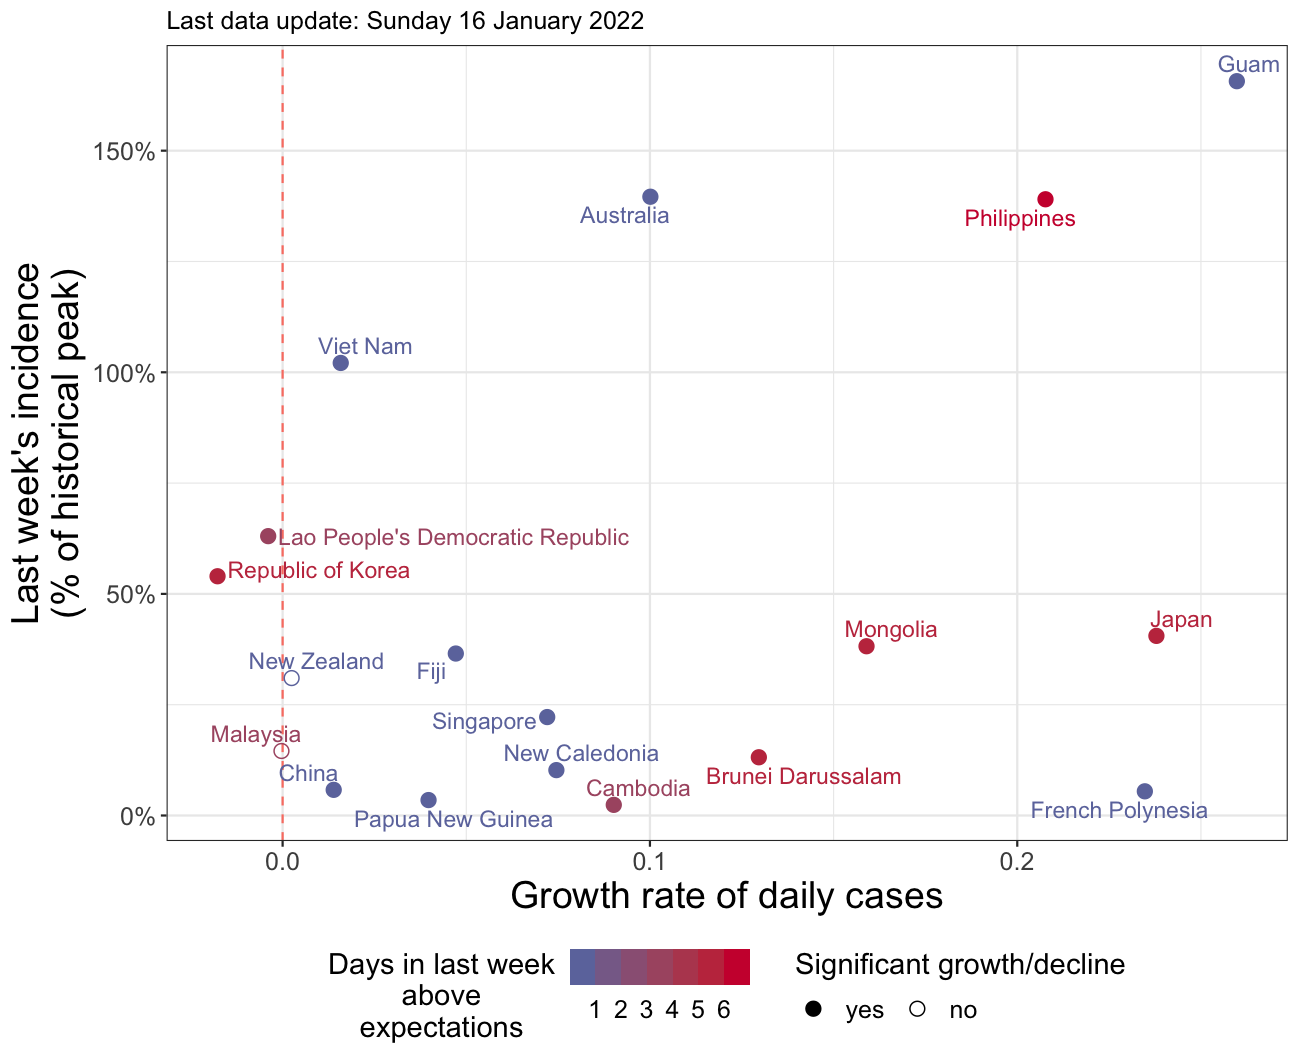 Last data update: Sunday 16 January 2022
Last week's incidence
(% of historical peak)
150%
100%
50%
0%
Guam
Australia
Philippines
Viet Nam
Lao People's Democratic Republic
Republic of Korea
Japan
Mongolia
New Zealand
Fiji
Singapore
Malaysia
New Caledonia
China
Brunei Darussalam
Cambodia
French Polynesia
Papua New Guinea
0.0 0.1 0.2
Growth rate of daily cases
Days in last week
above
expectations
1 2 3 4 5 6
Significant growth/decline
yes no